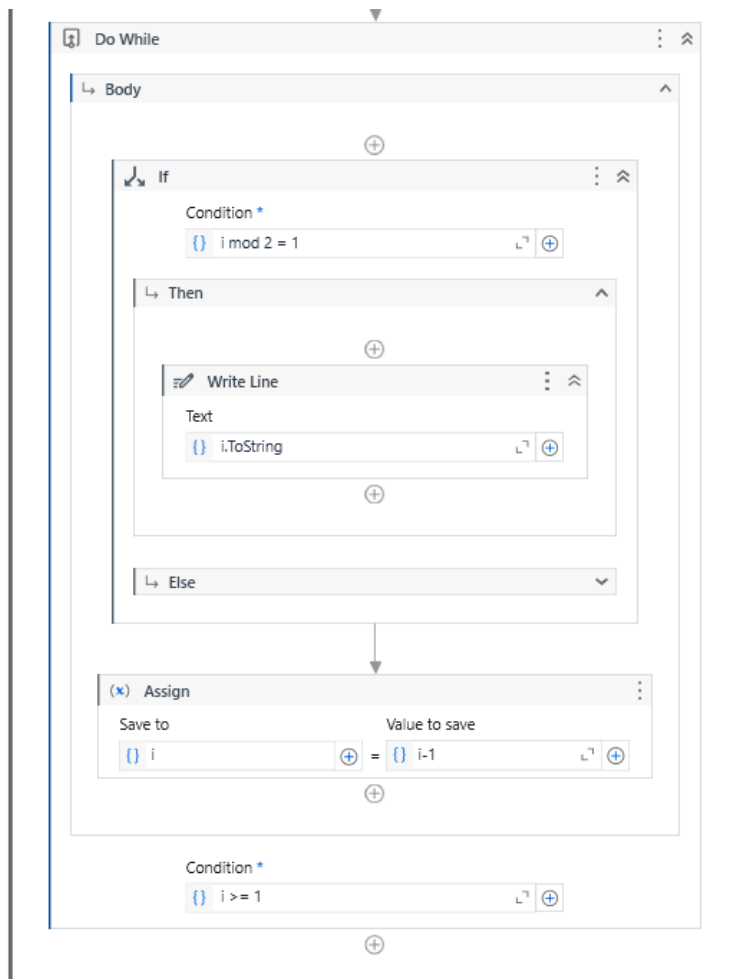 Do While
Body
If
Condition *
{} i mod 2 = 1
Then
Write Line
Text
{} i.ToString
Else
(x) Assign
Save to Value to save
{} i = {} i-1
Condition *
{} i >= 1